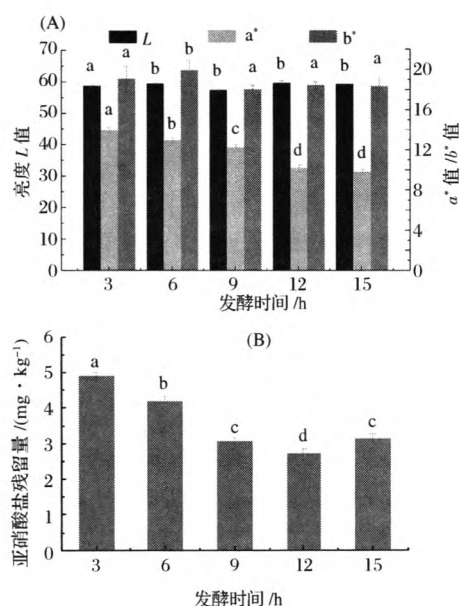 (A)
L a* b*
70
60
50
40
30
20
10
0
亮度 L 值
20
16
12
8
4
0
a* 值 /b* 值
a a b b b a b a b a
a b c d d
3 6 9 12 15
发酵时间 /h
(B)
6
5
4
3
2
1
0
亚硝酸盐残留量 /(mg·kg⁻¹)
a b c d c
3 6 9 12 15
发酵时间 /h